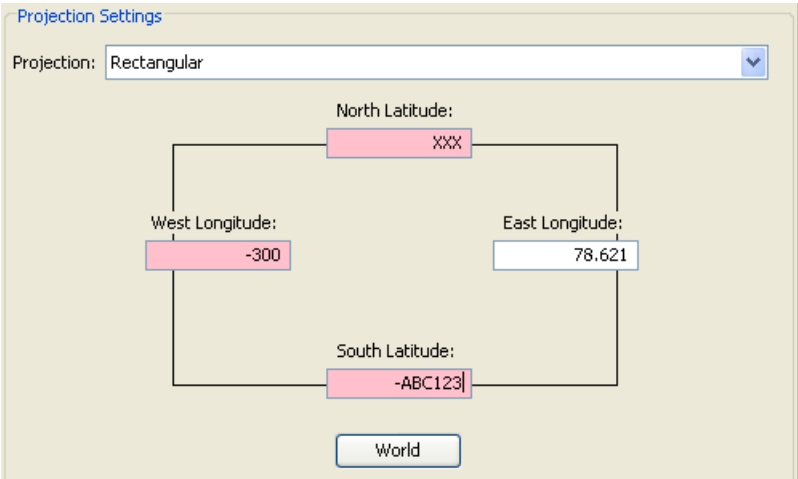 Projection Settings
Projection: Rectangular
North Latitude:
XXX
West Longitude:
-300
East Longitude:
78.621
South Latitude:
-ABC123
World